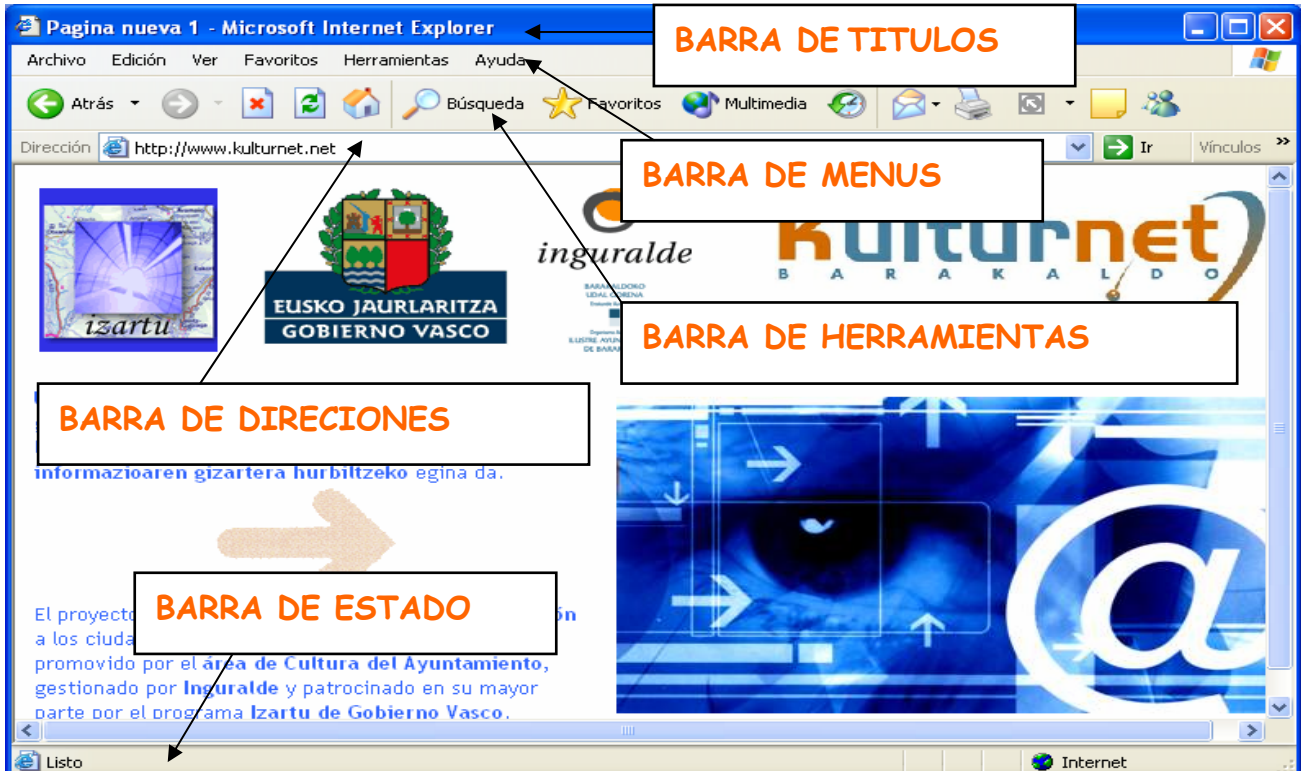 Pagina nueva 1 - Microsoft Internet Explorer
BARRA DE TITULOS
Archivo Edición Ver Favoritos Herramientas Ayuda
Atrás Búsqueda Favoritos Multimedia
Dirección http://www.kulturnet.net Ir Vínculos »
BARRA DE MENUS
izartu
EUSKO JAURLARITZA
GOBIERNO VASCO
inguralde
BARAKALDOKO
UDAL
Kulturnet
BARAKALDO
BARRA DE HERRAMIENTAS
BARRA DE DIRECIONES
informazioaren gizartera hurbiltzeko egina da.
@
BARRA DE ESTADO
El proyecto
a los
promovido por el área de Cultura del Ayuntamiento,
gestionado por Inguralde y patrocinado en su mayor
parte por el programa Izartu de Gobierno Vasco.
Listo Internet